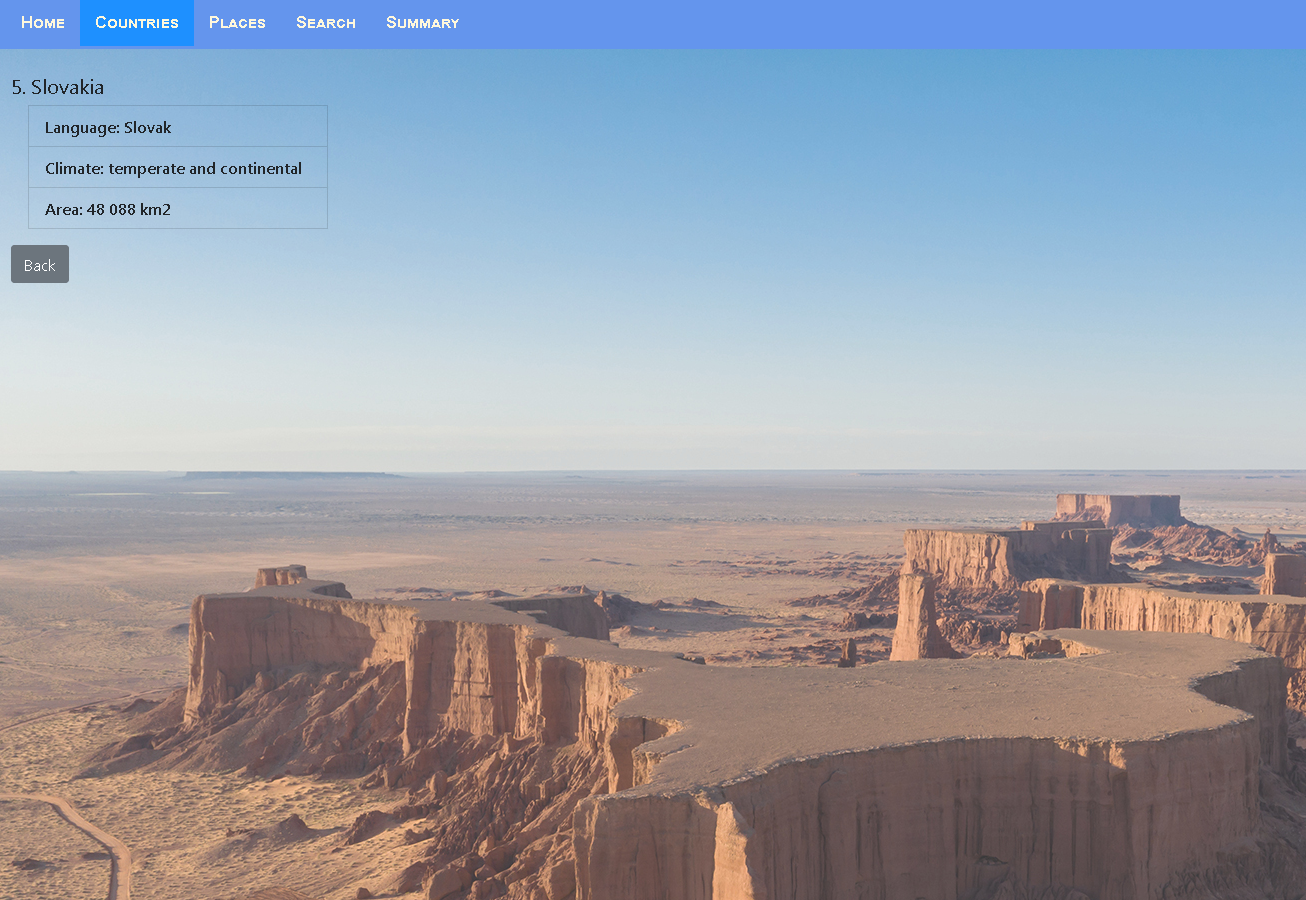 Home Countries Places Search Summary
5. Slovakia
Language: Slovak
Climate: temperate and continental
Area: 48 088 km2
Back